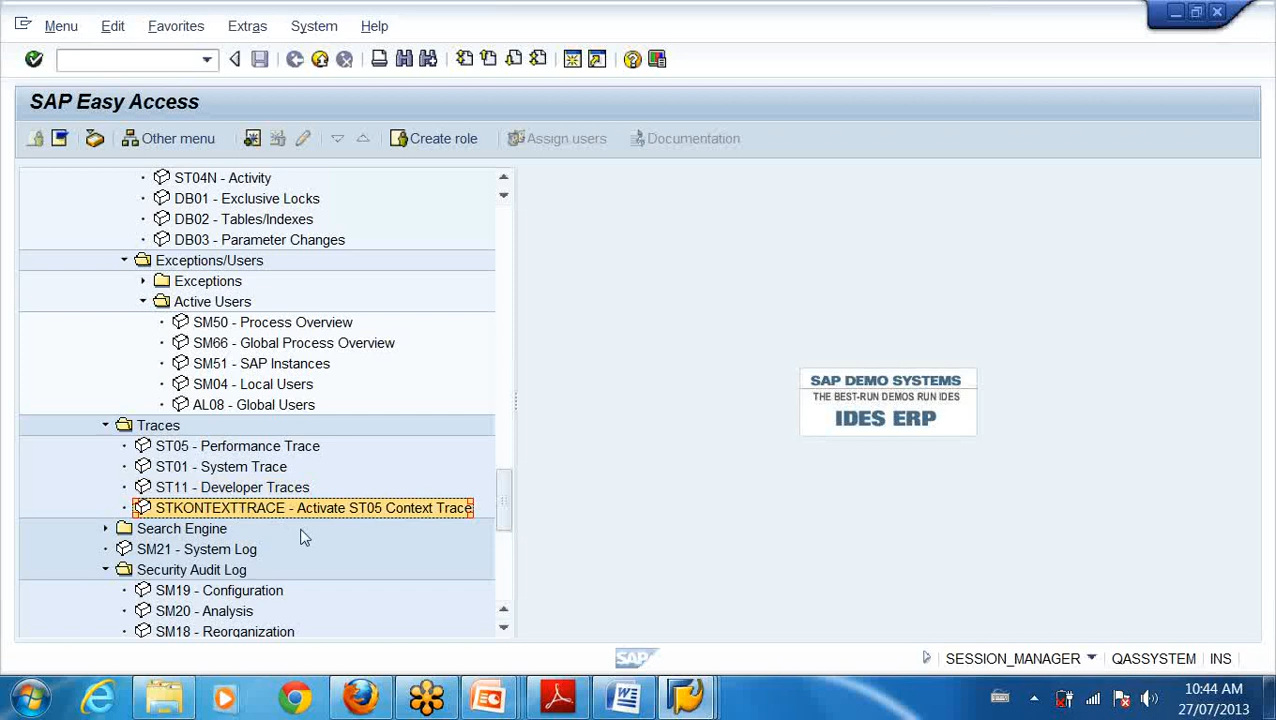 Menu Edit Favorites Extras System Help
SAP Easy Access
Other menu Create role Assign users Documentation
ST04N - Activity
DB01 - Exclusive Locks
DB02 - Tables/Indexes
DB03 - Parameter Changes
Exceptions/Users
Exceptions
Active Users
SM50 - Process Overview
SM66 - Global Process Overview
SM51 - SAP Instances
SM04 - Local Users
AL08 - Global Users
Traces
ST05 - Performance Trace
ST01 - System Trace
ST11 - Developer Traces
STKONTEXTTRACE - Activate ST05 Context Trace
Search Engine
SM21 - System Log
Security Audit Log
SM19 - Configuration
SM20 - Analysis
SM18 - Reorganization
SAP DEMO SYSTEMS
THE BEST-RUN DEMOS RUN IDES
IDES ERP
SAP
SESSION_MANAGER QASSYSTEM INS
10:44 AM
27/07/2013